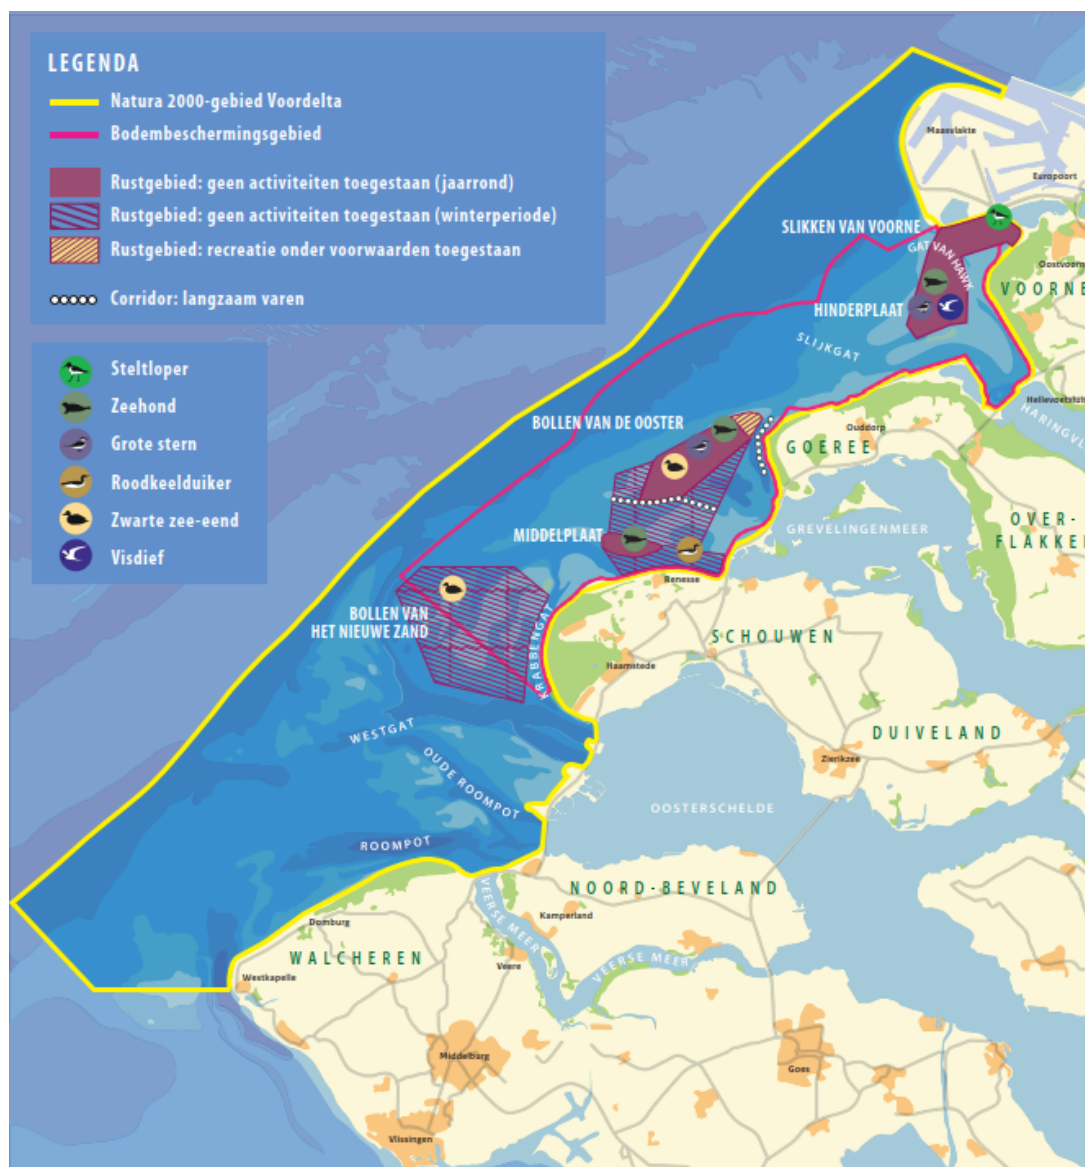 LEGENDA
Natura 2000-gebied Voordelta
Bodembeschermingsgebied
Rustgebied: geen activiteiten toegestaan (jaarrond)
Rustgebied: geen activiteiten toegestaan (winterperiode)
Rustgebied: recreatie onder voorwaarden toegestaan
Corridor: langzaam varen
Steltloper
Zeehond
Grote stern
Roodkeelduiker
Zwarte zee-eend
Visdief
Maasvlakte
Europoort
SLIKKEN VAN VOORNE
GAT VAN HAWK
Oostvoorn
VOORNE
HINDERPLAAT
SLIJKGAT
Hellevoetslui
HARINGVL
BOLLEN VAN DE OOSTER
Ouddorp
GOEREE
GREVELINGENMEER
OVER-
FLAKKE
MIDDELPLAAT
Renesse
BOLLEN VAN
HET NIEUWE ZAND
KRABBENGAT
SCHOUWEN
Haamstede
WESTGAT
DUIVELAND
Zierikzee
OUDE ROOMPOT
OOSTERSCHELDE
ROOMPOT
NOORD-BEVELAND
VEERSE MEER
Kamperland
Domburg
WALCHEREN
Veere
VEERSE MEER
Westkapelle
Middelburg
Goes
Vlissingen